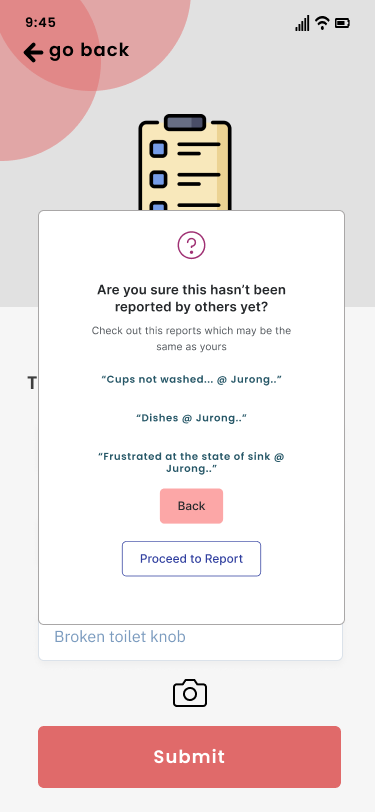 9:45
go back
Are you sure this hasn't been
reported by others yet?
Check out this reports which may be the
same as yours
T
“Cups not washed... @ Jurong..”
“Dishes @ Jurong..”
“Frustrated at the state of sink @
Jurong..”
Back
Proceed to Report
Broken toilet knob
Submit